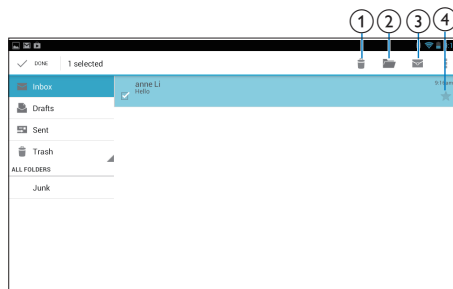 1 2 3 4
DONE 1 selected
Inbox
anne Li
Hello
Drafts
Sent
Trash
ALL FOLDERS
Junk